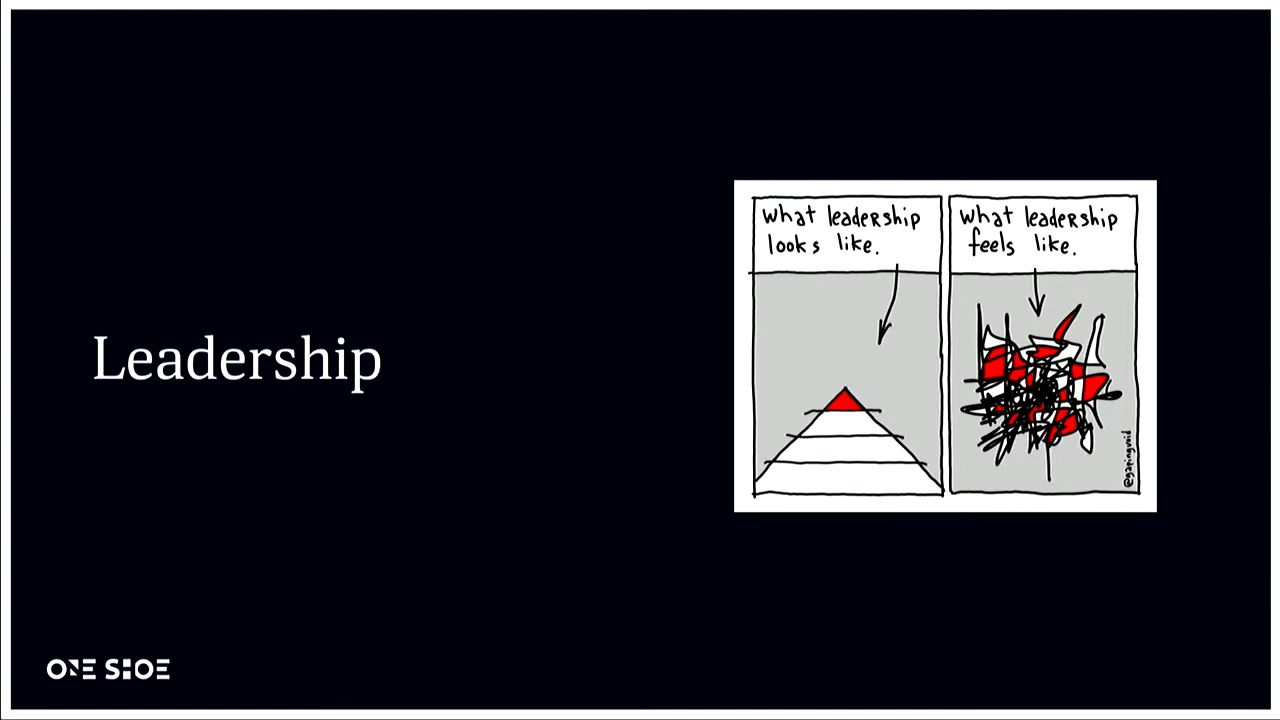 Leadership
what leadership
looks like.
what leadership
feels like.
@gapingvoid
ONE SHOE